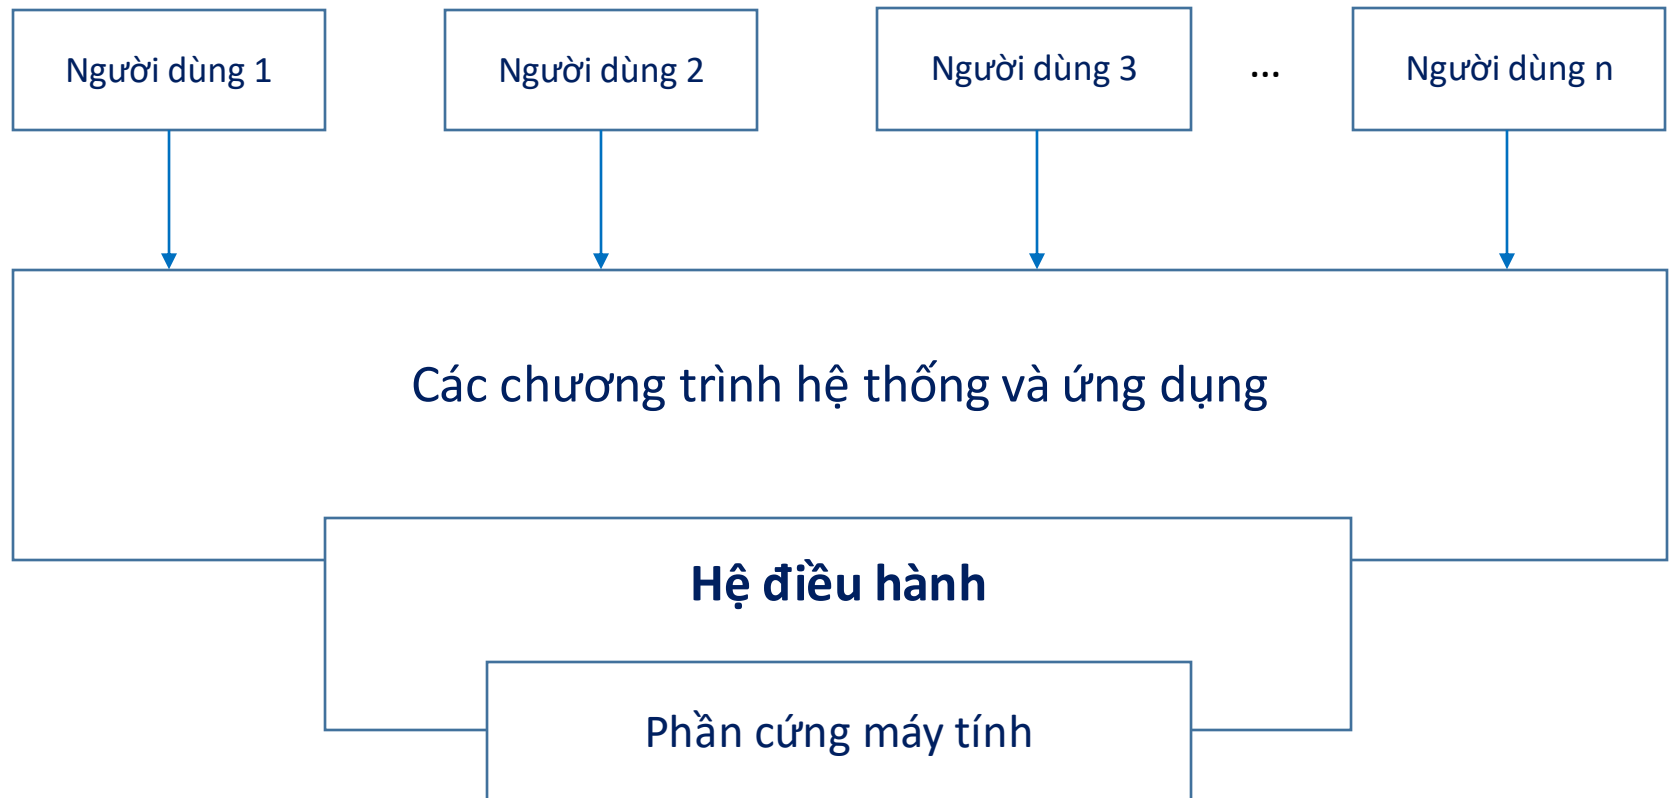 Người dùng 1
Người dùng 2
Người dùng 3
...
Người dùng n
Các chương trình hệ thống và ứng dụng
Hệ điều hành
Phần cứng máy tính